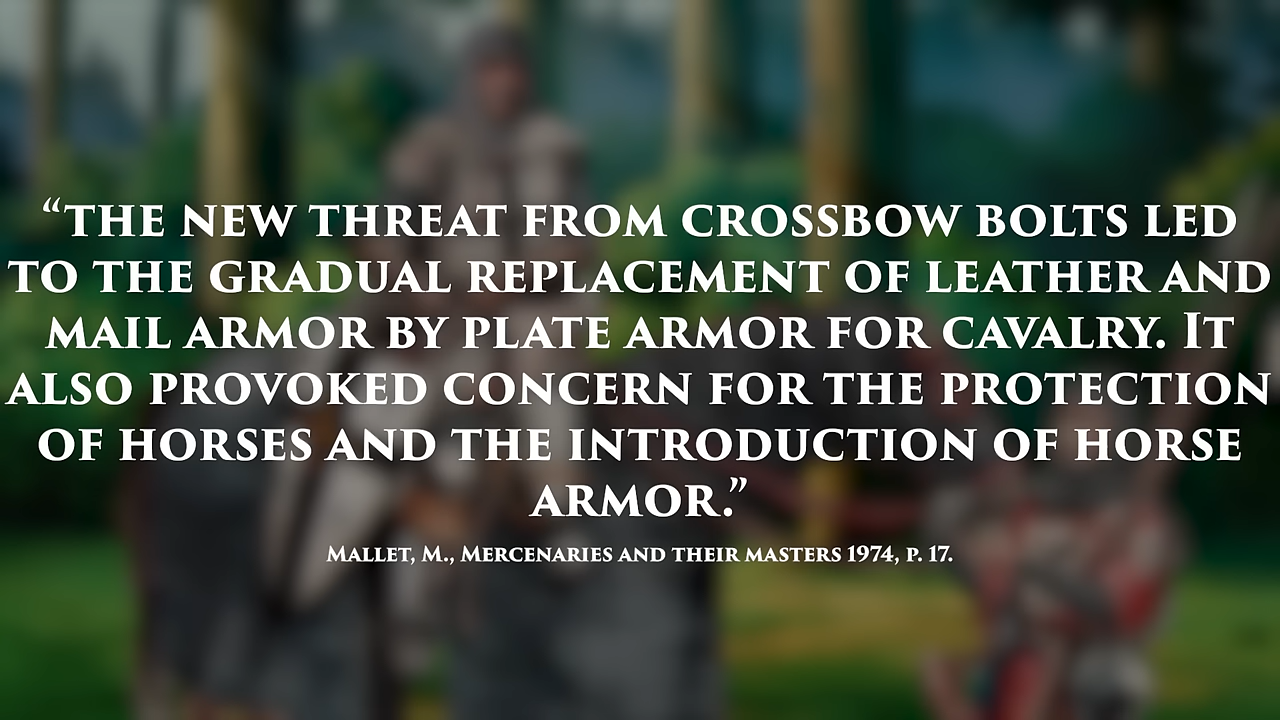 “THE NEW THREAT FROM CROSSBOW BOLTS LED
TO THE GRADUAL REPLACEMENT OF LEATHER AND
MAIL ARMOR BY PLATE ARMOR FOR CAVALRY. IT
ALSO PROVOKED CONCERN FOR THE PROTECTION
OF HORSES AND THE INTRODUCTION OF HORSE
ARMOR.”
MALLET, M., MERCENARIES AND THEIR MASTERS 1974, P. 17.